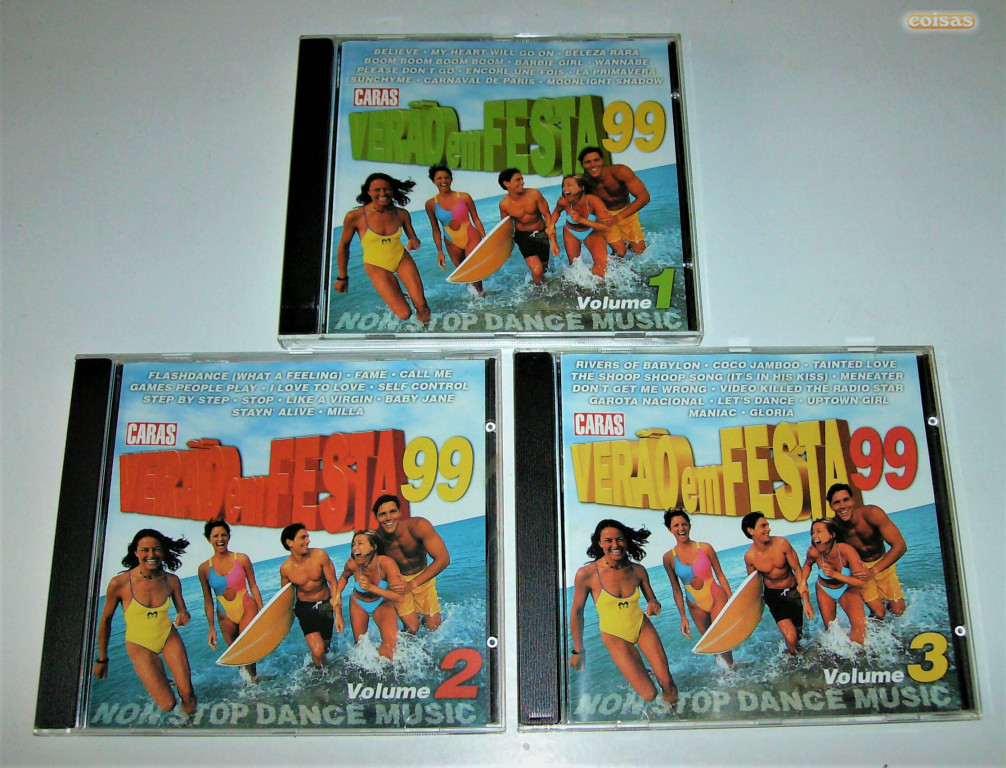 coisas
BELIEVE • MY HEART WILL GO ON • BELEZA RARA
BOOM BOOM BOOM BOOM • BARBIE GIRL • WANNABE
PLEASE DON'T GO • ENCORE UNE FOIS • LA PRIMAVERA
SUNCHYME • CARNAVAL DE PARIS • MOONLIGHT SHADOW
CARAS
VERÃO em FESTA 99
Volume 1
NON STOP DANCE MUSIC
FLASHDANCE (WHAT A FEELING) • FAME • CALL ME
GAMES PEOPLE PLAY • I LOVE TO LOVE • SELF CONTROL
STEP BY STEP • STOP • LIKE A VIRGIN • BABY JANE
STAYN' ALIVE • MILLA
CARAS
VERÃO em FESTA 99
Volume 2
NON STOP DANCE MUSIC
RIVERS OF BABYLON • COCO JAMBOO • TAINTED LOVE
THE SHOOP SHOOP SONG (IT'S IN HIS KISS) • MENEATER
DON'T GET ME WRONG • VIDEO KILLED THE RADIO STAR
GAROTA NACIONAL • LET'S DANCE • UPTOWN GIRL
MANIAC • GLORIA
CARAS
VERÃO em FESTA 99
Volume 3
NON STOP DANCE MUSIC